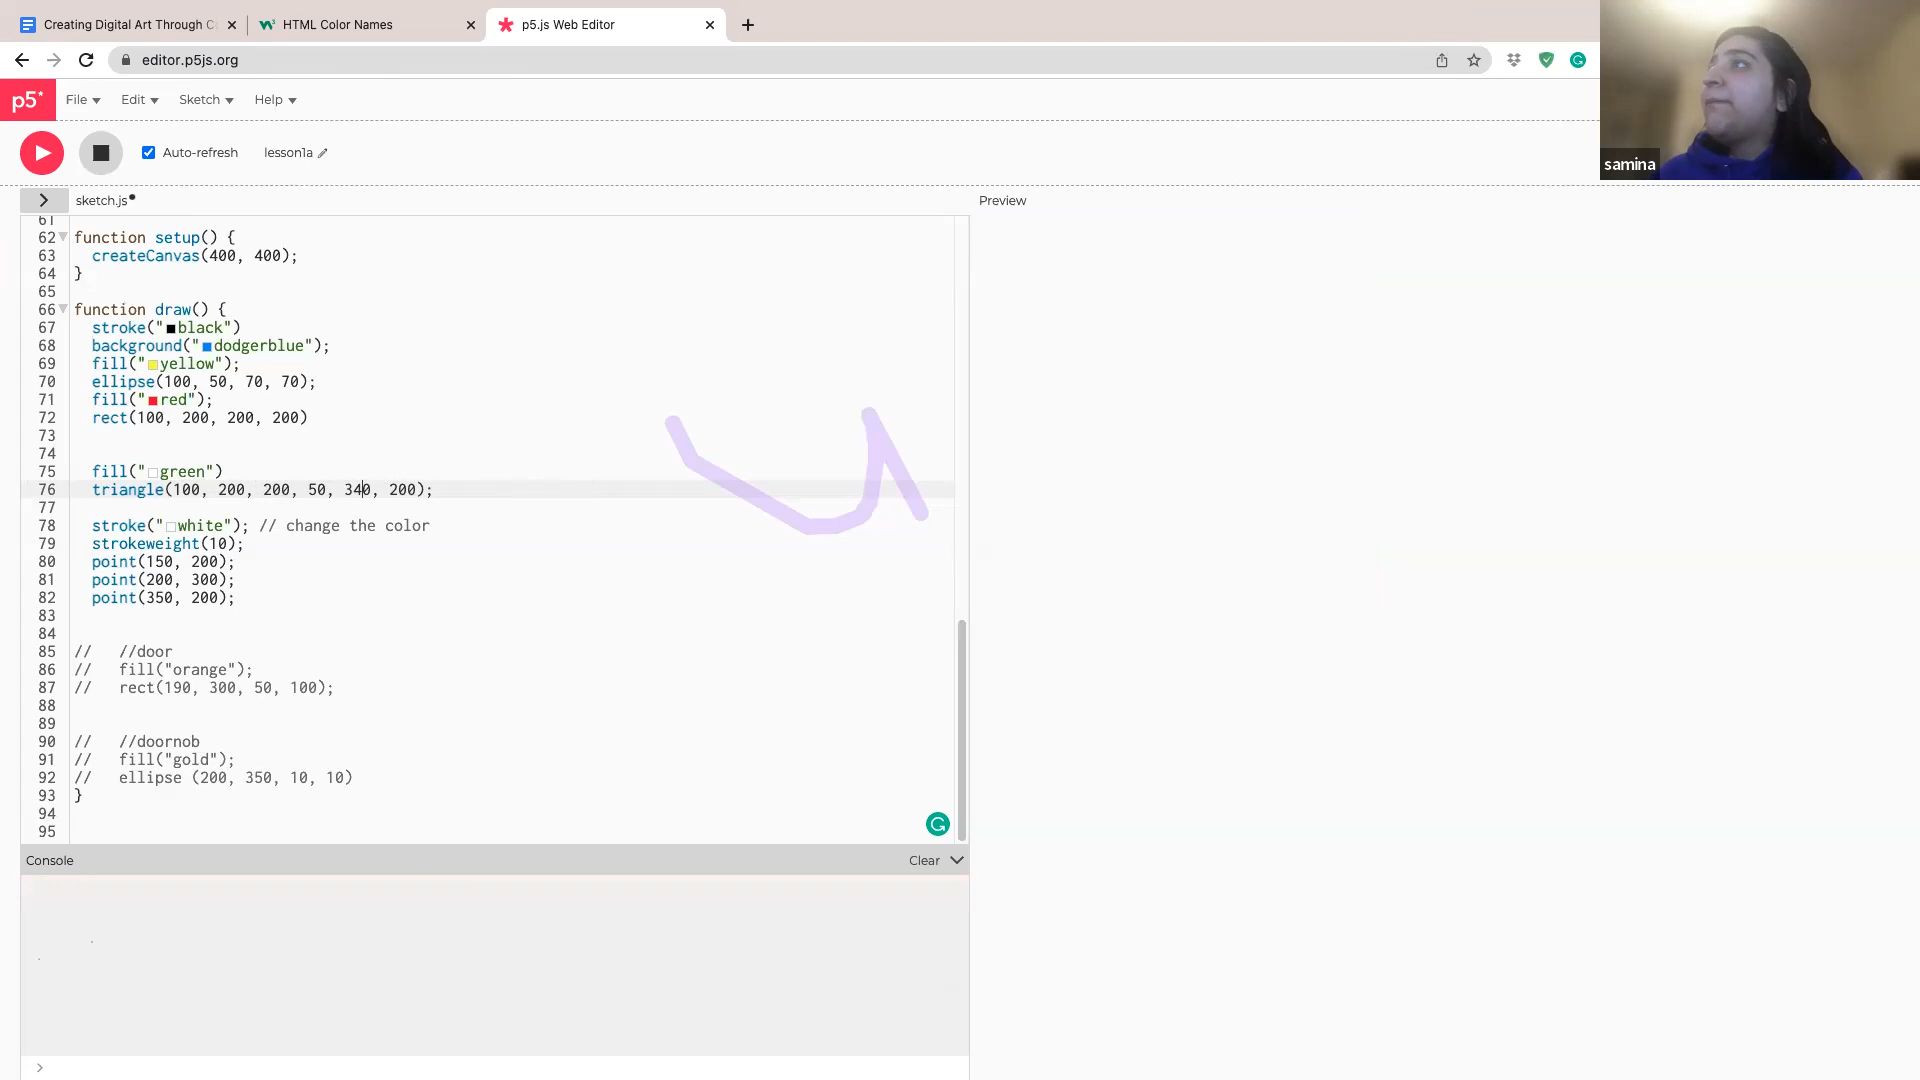 Creating Digital Art Through C
HTML Color Names
p5.js Web Editor
editor.p5js.org
p5* File Edit Sketch Help
samina
Auto-refresh lesson1a
sketch.js
Preview
61
62 function setup() {
63 createCanvas(400, 400);
64 }
65
66 function draw() {
67 stroke("black")
68 background("dodgerblue");
69 fill("yellow");
70 ellipse(100, 50, 70, 70);
71 fill("red");
72 rect(100, 200, 200, 200)
73
74
75 fill("green")
76 triangle(100, 200, 200, 50, 340, 200);
77
78 stroke("white"); // change the color
79 strokeweight(10);
80 point(150, 200);
81 point(200, 300);
82 point(350, 200);
83
84
85 // //door
86 // fill("orange");
87 // rect(190, 300, 50, 100);
88
89
90 // //doornob
91 // fill("gold");
92 // ellipse (200, 350, 10, 10)
93 }
94
95
Console
Clear
>